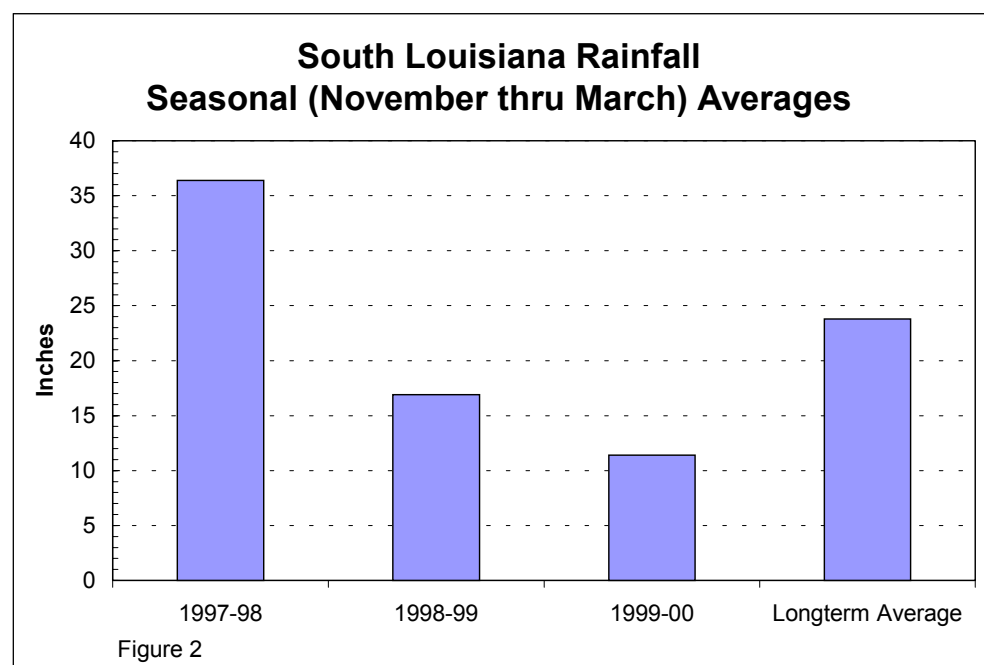 South Louisiana Rainfall
Seasonal (November thru March) Averages
Inches
40
35
30
25
20
15
10
5
0
1997-98 1998-99 1999-00 Longterm Average
Figure 2